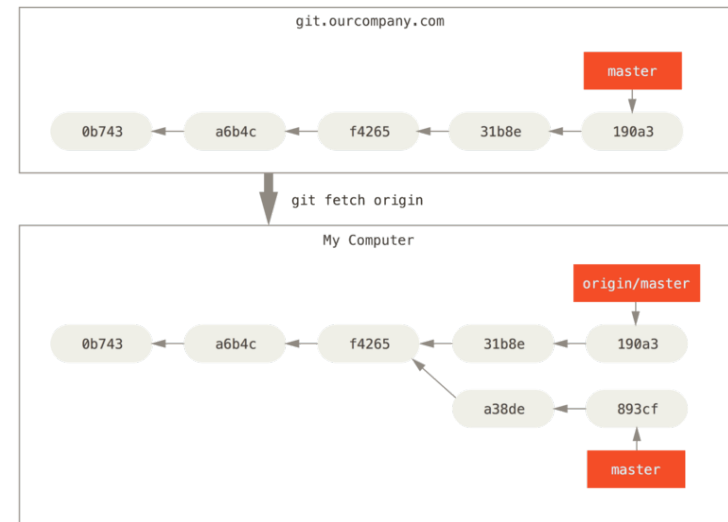 git.ourcompany.com
master
0b743 a6b4c f4265 31b8e 190a3
git fetch origin
My Computer
origin/master
0b743 a6b4c f4265 31b8e 190a3
a38de 893cf
master